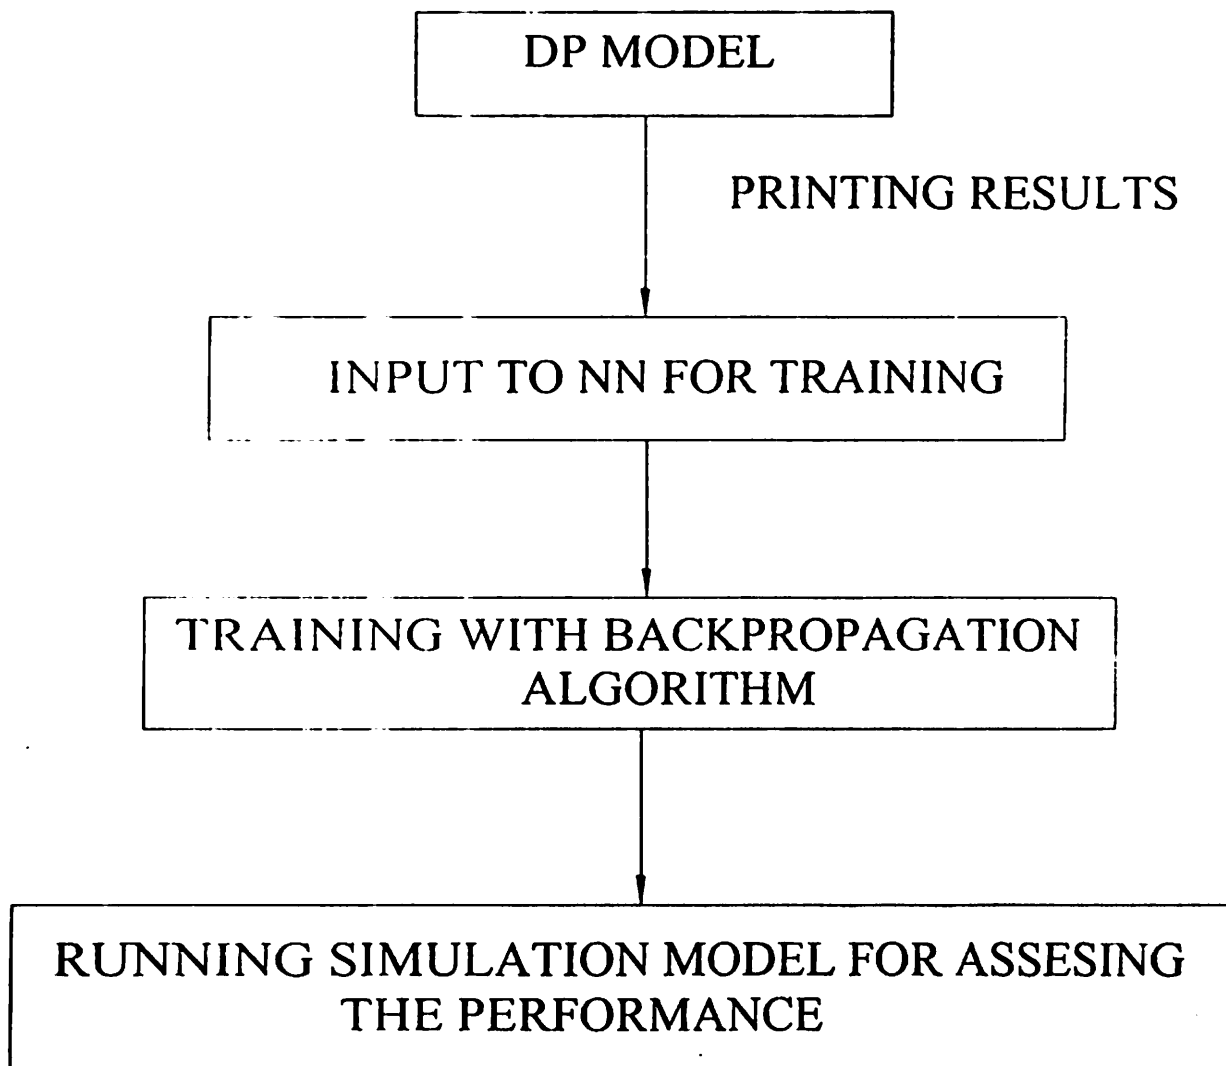 DP MODEL
PRINTING RESULTS
INPUT TO NN FOR TRAINING
TRAINING WITH BACKPROPAGATION
ALGORITHM
RUNNING SIMULATION MODEL FOR ASSESING
THE PERFORMANCE